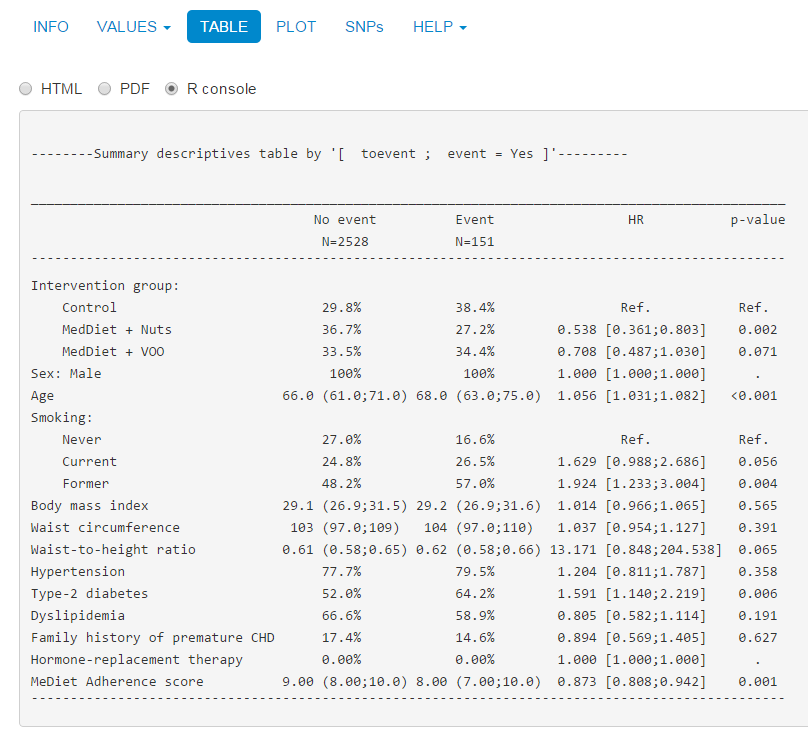 INFO VALUES TABLE PLOT SNPs HELP
HTML PDF R console
--------Summary descriptives table by '[  toevent ;  event = Yes ]'---------
No event Event HR p-value
N=2528 N=151
Intervention group:
Control 29.8% 38.4% Ref. Ref.
MedDiet + Nuts 36.7% 27.2% 0.538 [0.361;0.803] 0.002
MedDiet + VOO 33.5% 34.4% 0.708 [0.487;1.030] 0.071
Sex: Male 100% 100% 1.000 [1.000;1.000] .
Age 66.0 (61.0;71.0) 68.0 (63.0;75.0) 1.056 [1.031;1.082] <0.001
Smoking:
Never 27.0% 16.6% Ref. Ref.
Current 24.8% 26.5% 1.629 [0.988;2.686] 0.056
Former 48.2% 57.0% 1.924 [1.233;3.004] 0.004
Body mass index 29.1 (26.9;31.5) 29.2 (26.9;31.6) 1.014 [0.966;1.065] 0.565
Waist circumference 103 (97.0;109) 104 (97.0;110) 1.037 [0.954;1.127] 0.391
Waist-to-height ratio 0.61 (0.58;0.65) 0.62 (0.58;0.66) 13.171 [0.848;204.538] 0.065
Hypertension 77.7% 79.5% 1.204 [0.811;1.787] 0.358
Type-2 diabetes 52.0% 64.2% 1.591 [1.140;2.219] 0.006
Dyslipidemia 66.6% 58.9% 0.805 [0.582;1.114] 0.191
Family history of premature CHD 17.4% 14.6% 0.894 [0.569;1.405] 0.627
Hormone-replacement therapy 0.00% 0.00% 1.000 [1.000;1.000] .
MeDiet Adherence score 9.00 (8.00;10.0) 8.00 (7.00;10.0) 0.873 [0.808;0.942] 0.001